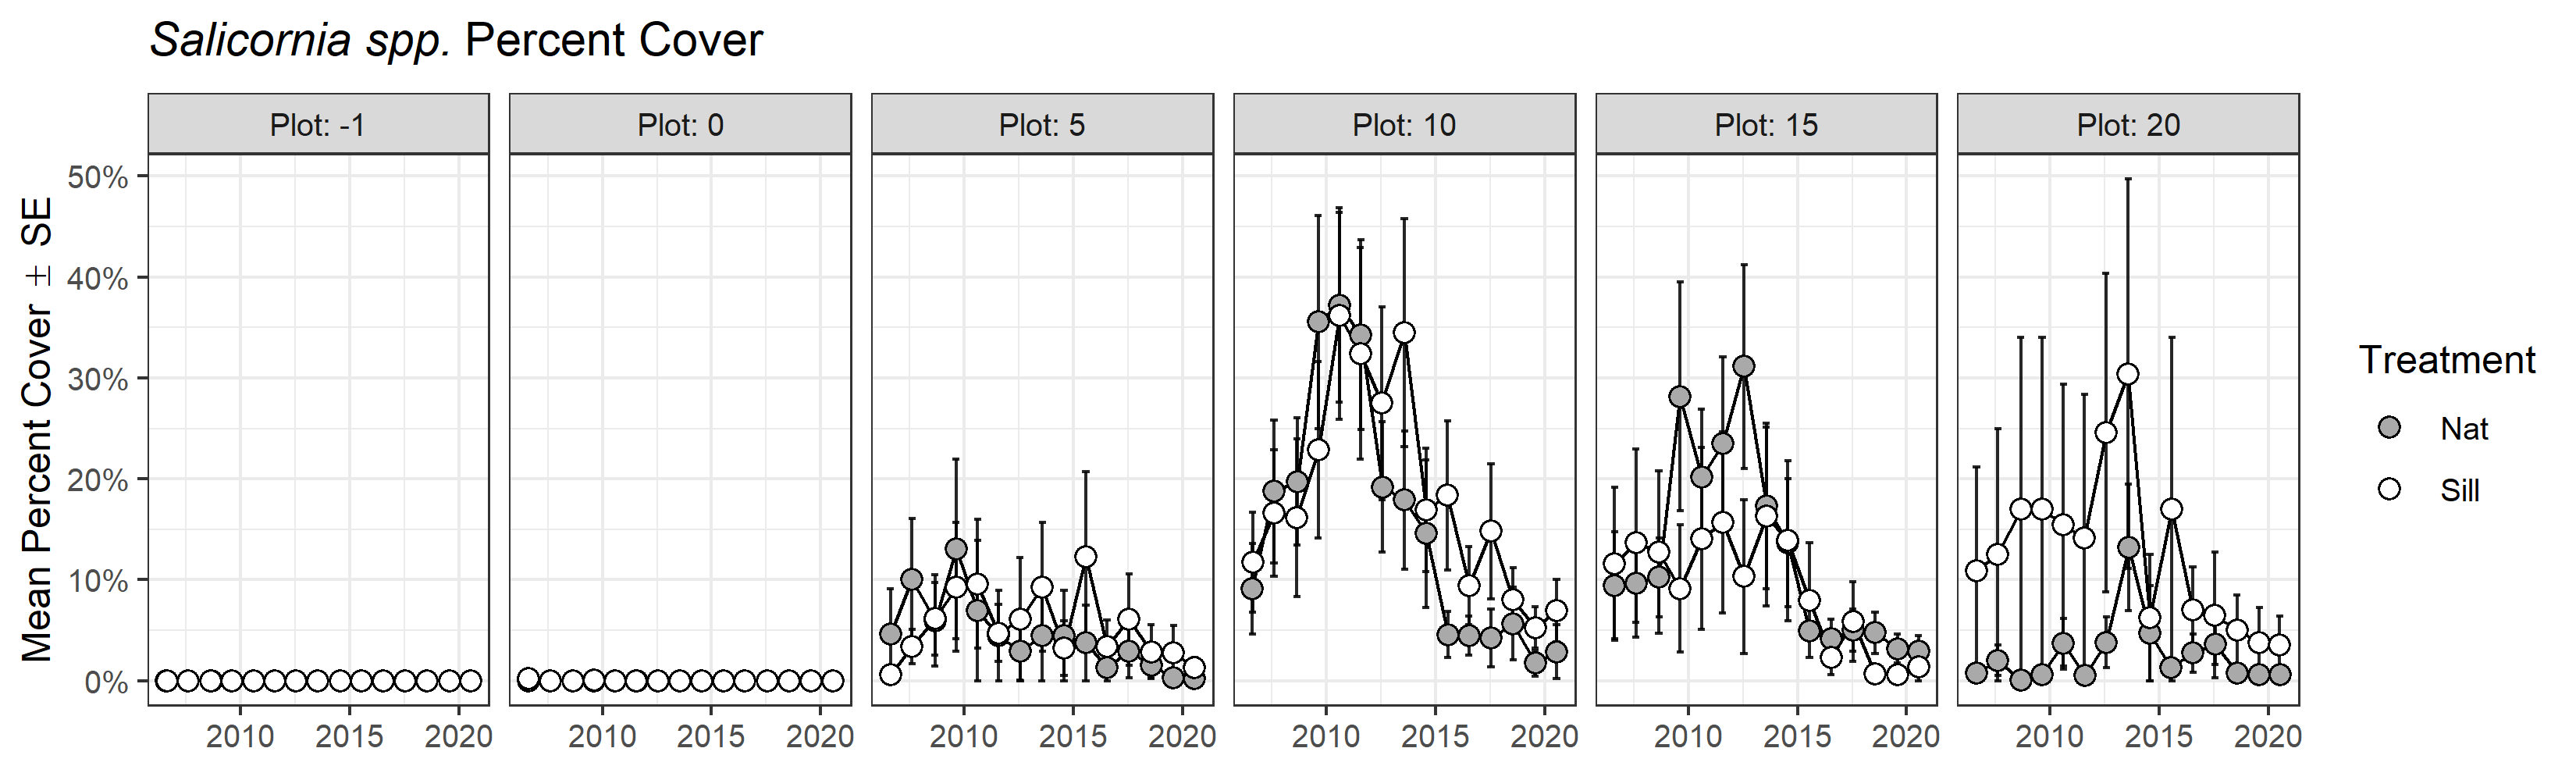 Salicornia spp. Percent Cover
Plot: -1
Plot: 0
Plot: 5
Plot: 10
Plot: 15
Plot: 20
Mean Percent Cover ± SE
50%
40%
30%
20%
10%
0%
2010 2015 2020
2010 2015 2020
2010 2015 2020
2010 2015 2020
2010 2015 2020
2010 2015 2020
Treatment
Nat
Sill